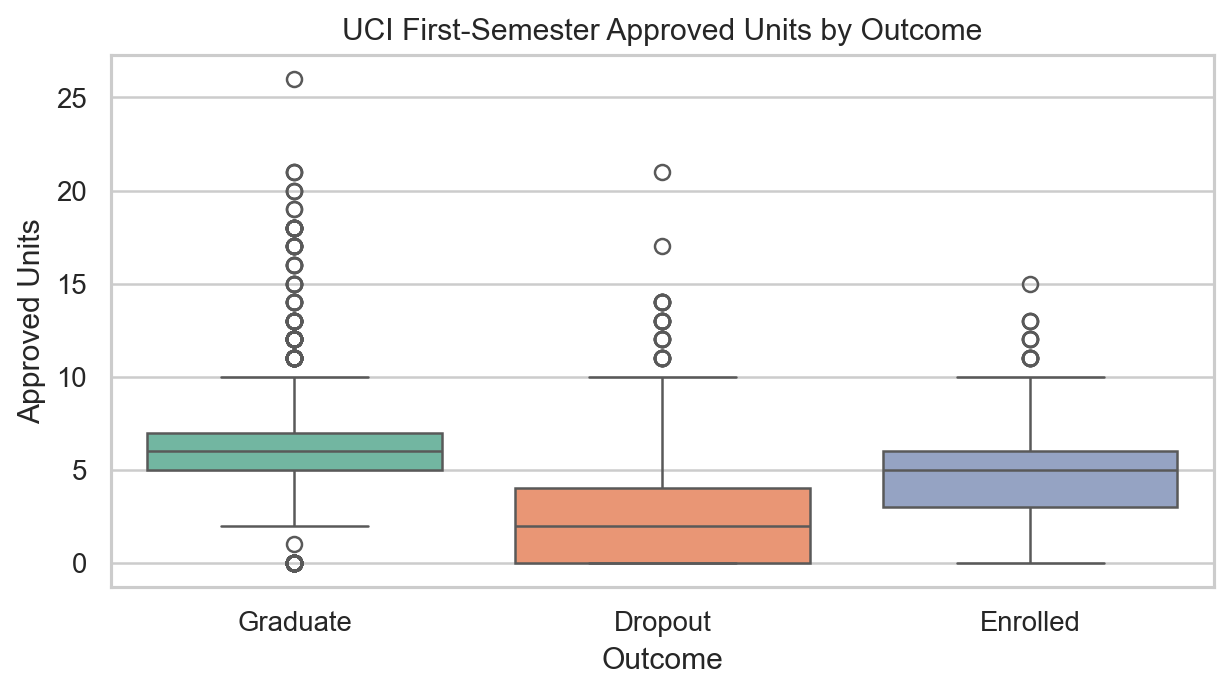 UCI First-Semester Approved Units by Outcome
25
20
15
10
5
0
Approved Units
Graduate
Dropout
Enrolled
Outcome